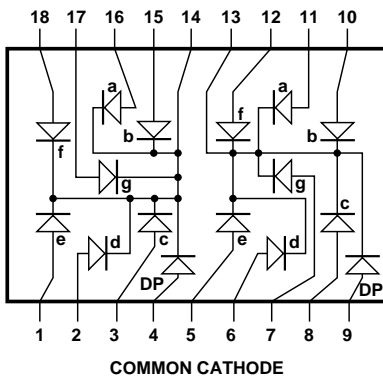 18 17 16 15 14 13 12 11 10
a a
b f b
f g g
e d c e d c
DP DP
1 2 3 4 5 6 7 8 9
COMMON CATHODE